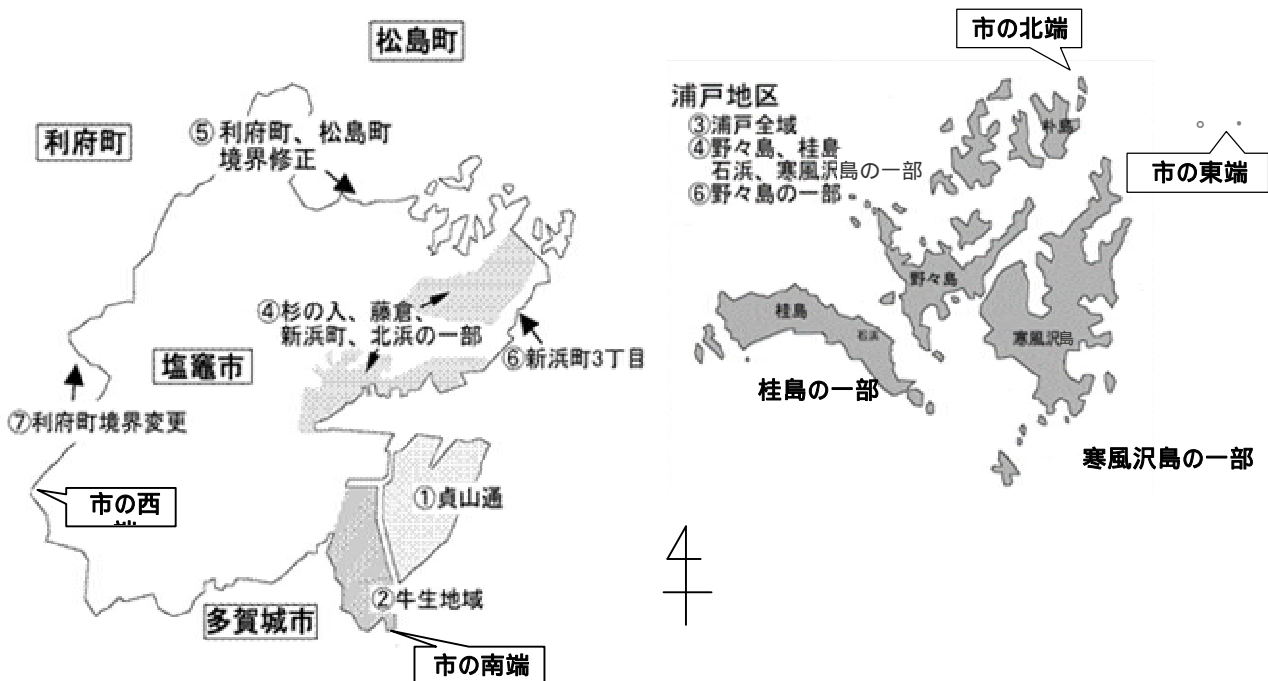 松島町
利府町
⑤利府町、松島町
境界修正
④杉の入、藤倉、
新浜町、北浜の一部
⑥新浜町3丁目
塩竈市
⑦利府町境界変更
市の西
①貞山通
②牛生地域
多賀城市
市の南端
市の北端
浦戸地区
③浦戸全域
④野々島、桂島
石浜、寒風沢島の一部
⑥野々島の一部
朴島
市の東端
野々島
桂島
石浜
寒風沢島
桂島の一部
寒風沢島の一部